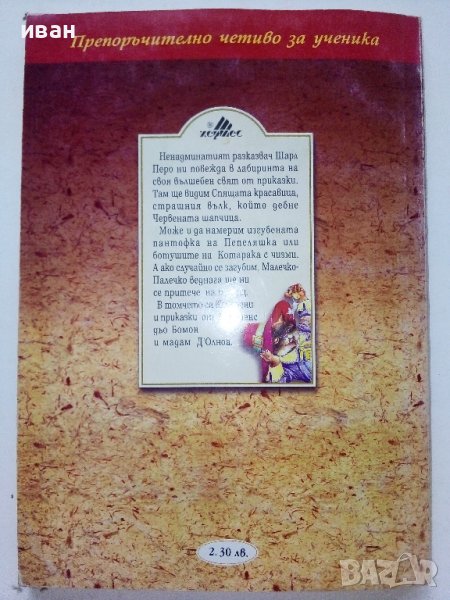 иван
Препоръчително четиво за ученика
хермес
Ненадминатият разказвач Шарл
Перо ни повежда в лабиринта на
своя вълшебен свят от приказки.
Там ще видим Спящата красавица,
страшния вълк, който дебне
Червената шапчица.
Може и да намерим изгубената
пантофка на Пепеляшка или
ботушите на Котарака с чизми.
А ако случайно се загубим, Малечко-
Палечко веднага ще ни
се притече на
В томчето са
и приказки от
дьо Бомон
и мадам Д'Олноа.
2.30 лв.
BAZAR